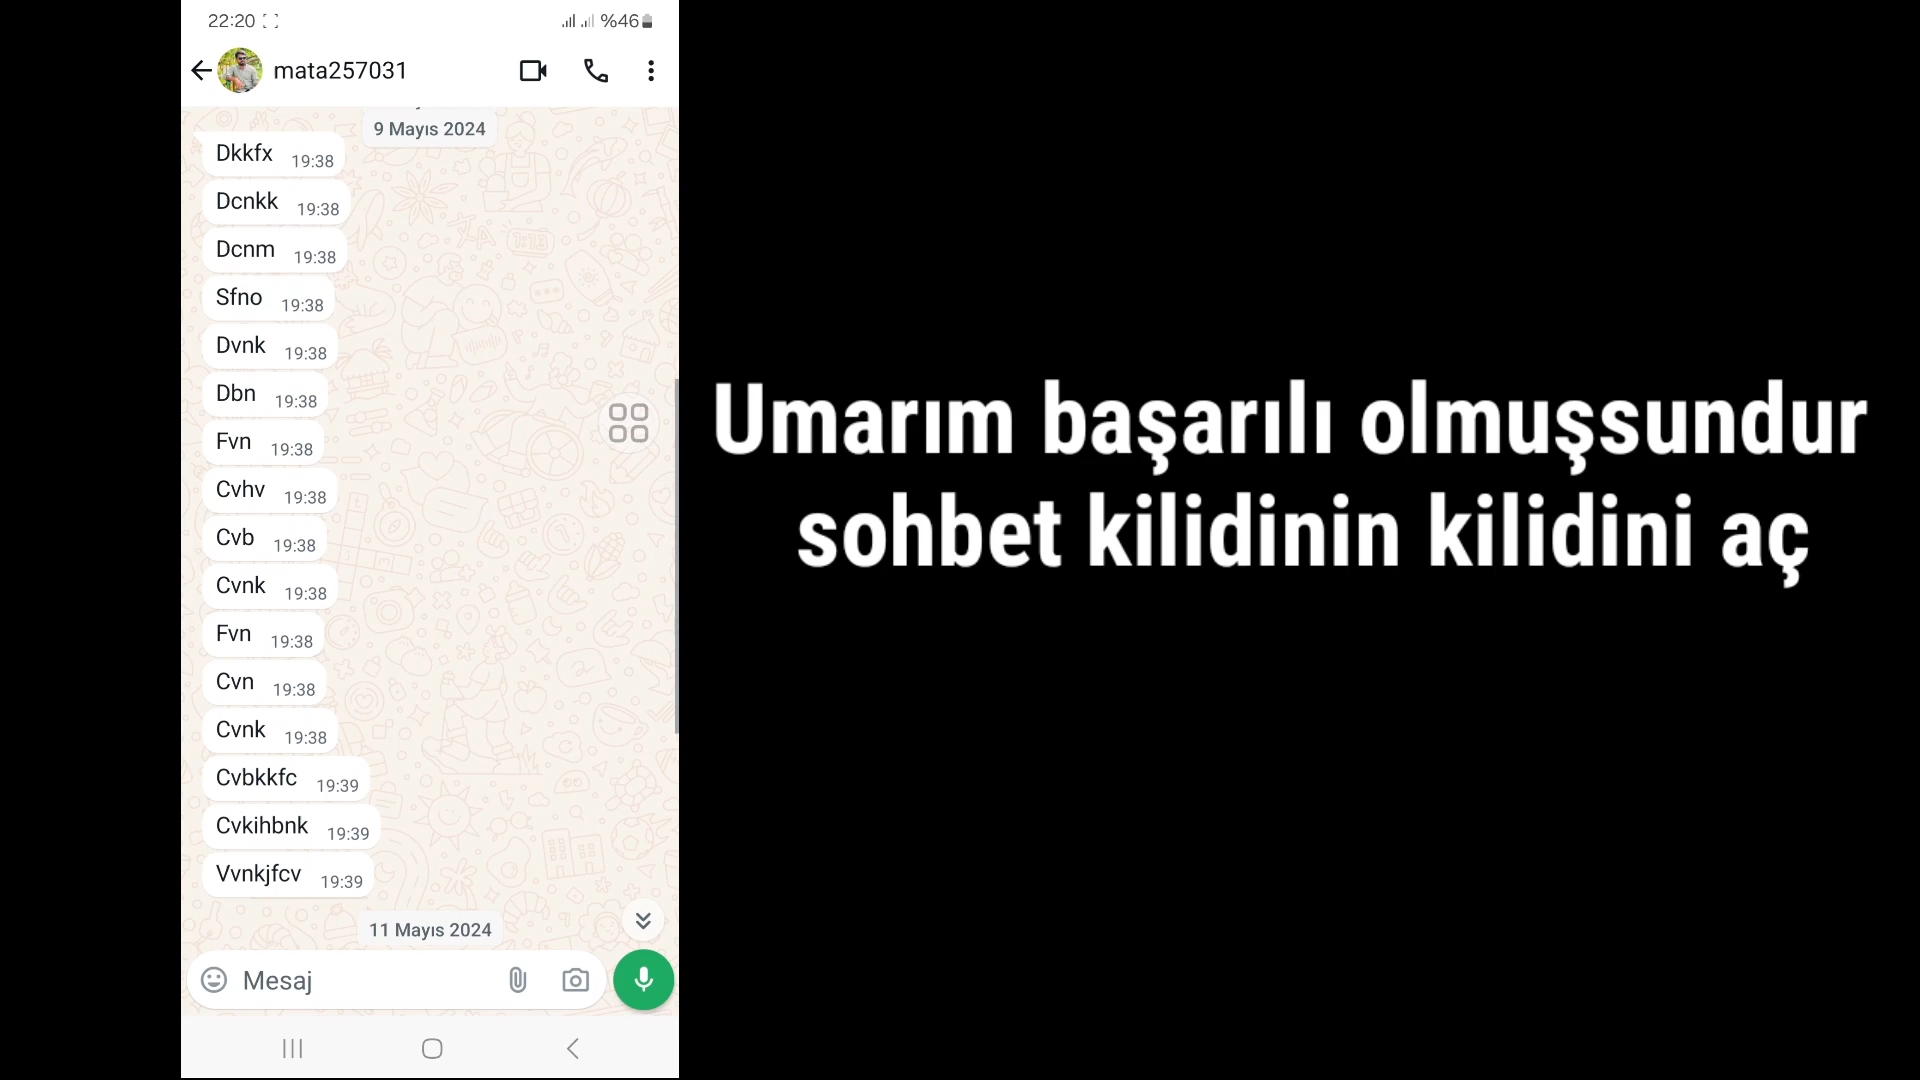 22:20
%46
mata257031
9 Mayıs 2024
Dkkfx 19:38
Dcnkk 19:38
Dcnm 19:38
Sfno 19:38
Dvnk 19:38
Dbn 19:38
Fvn 19:38
Cvhv 19:38
Cvb 19:38
Cvnk 19:38
Fvn 19:38
Cvn 19:38
Cvnk 19:38
Cvbkkfc 19:39
Cvkihbnk 19:39
Vvnkjfcv 19:39
11 Mayıs 2024
Mesaj
Umarım başarılı olmuşsundur
sohbet kilidinin kilidini aç